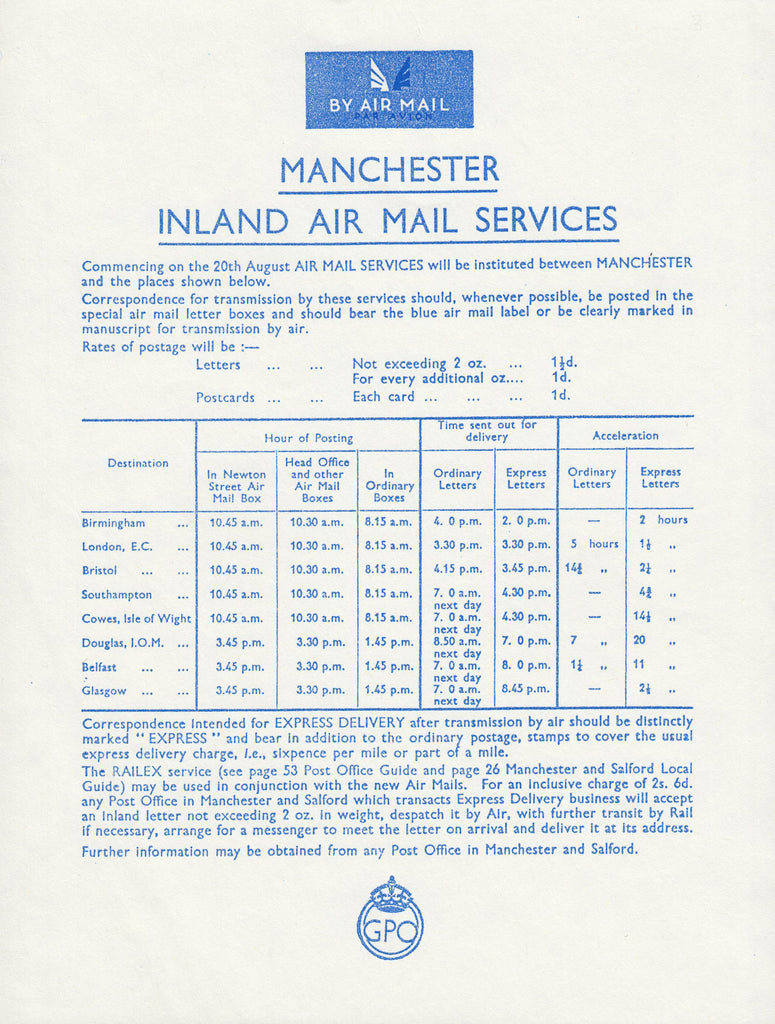 BY AIR MAIL
PAR AVION
MANCHESTER
INLAND AIR MAIL SERVICES
Commencing on the 20th August AIR MAIL SERVICES will be instituted between MANCHESTER
and the places shown below.
Correspondence for transmission by these services should, whenever possible, be posted in the
special air mail letter boxes and should bear the blue air mail label or be clearly marked in
manuscript for transmission by air.
Rates of postage will be :—
Letters ... ... Not exceeding 2 oz. ... 1½d.
For every additional oz.... 1d.
Postcards ... ... Each card ... ... ... 1d.
Destination Hour of Posting Time sent out for delivery Acceleration
In Newton Street Air Mail Box Head Office and other Air Mail Boxes In Ordinary Boxes Ordinary Letters Express Letters Ordinary Letters Express Letters
Birmingham ... 10.45 a.m. 10.30 a.m. 8.15 a.m. 4. 0 p.m. 2. 0 p.m. — 2 hours
London, E.C. ... 10.45 a.m. 10.30 a.m. 8.15 a.m. 3.30 p.m. 3.30 p.m. 5 hours 1½ ,,
Bristol ... ... 10.45 a.m. 10.30 a.m. 8.15 a.m. 4.15 p.m. 3.45 p.m. 14¾ ,, 2¼ ,,
Southampton ... 10.45 a.m. 10.30 a.m. 8.15 a.m. 7. 0 a.m. next day 4.30 p.m. — 4¾ ,,
Cowes, Isle of Wight 10.45 a.m. 10.30 a.m. 8.15 a.m. 7. 0 a.m. next day 4.30 p.m. — 14½ ,,
Douglas, I.O.M. ... 3.45 p.m. 3.30 p.m. 1.45 p.m. 8.50 a.m. next day 7. 0 p.m. 7 ,, 20 ,,
Belfast ... ... 3.45 p.m. 3.30 p.m. 1.45 p.m. 7. 0 a.m. next day 8. 0 p.m. 1¼ ,, 11 ,,
Glasgow ... ... 3.45 p.m. 3.30 p.m. 1.45 p.m. 7. 0 a.m. next day 8.45 p.m. — 2½ ,,
Correspondence intended for EXPRESS DELIVERY after transmission by air should be distinctly
marked " EXPRESS " and bear in addition to the ordinary postage, stamps to cover the usual
express delivery charge, i.e., sixpence per mile or part of a mile.
The RAILEX service (see page 53 Post Office Guide and page 26 Manchester and Salford Local
Guide) may be used in conjunction with the new Air Mails. For an inclusive charge of 2s. 6d.
any Post Office in Manchester and Salford which transacts Express Delivery business will accept
an inland letter not exceeding 2 oz. in weight, despatch it by Air, with further transit by Rail
if necessary, arrange for a messenger to meet the letter on arrival and deliver it at its address.
Further information may be obtained from any Post Office in Manchester and Salford.
GPO